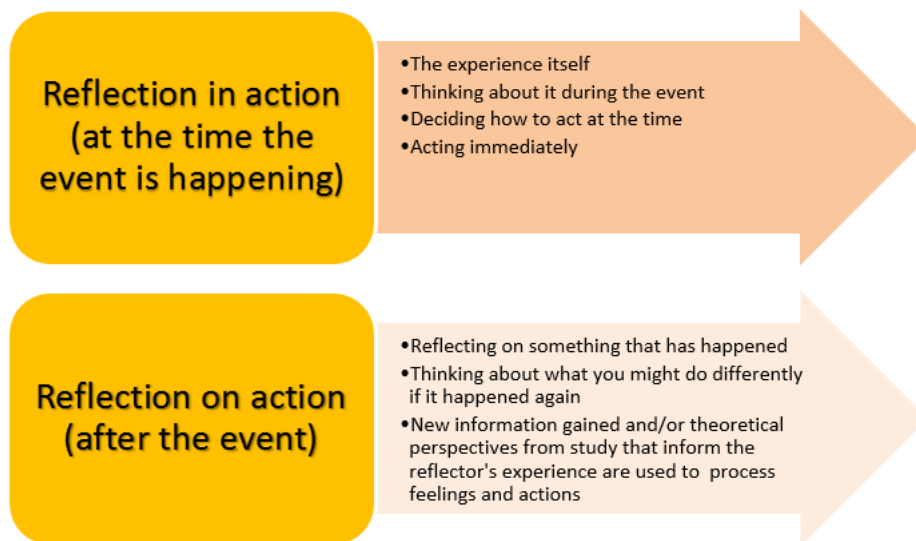 Reflection in action
(at the time the
event is happening)
•The experience itself
•Thinking about it during the event
•Deciding how to act at the time
•Acting immediately
Reflection on action
(after the event)
•Reflecting on something that has happened
•Thinking about what you might do differently
if it happened again
•New information gained and/or theoretical
perspectives from study that inform the
reflector's experience are used to  process
feelings and actions